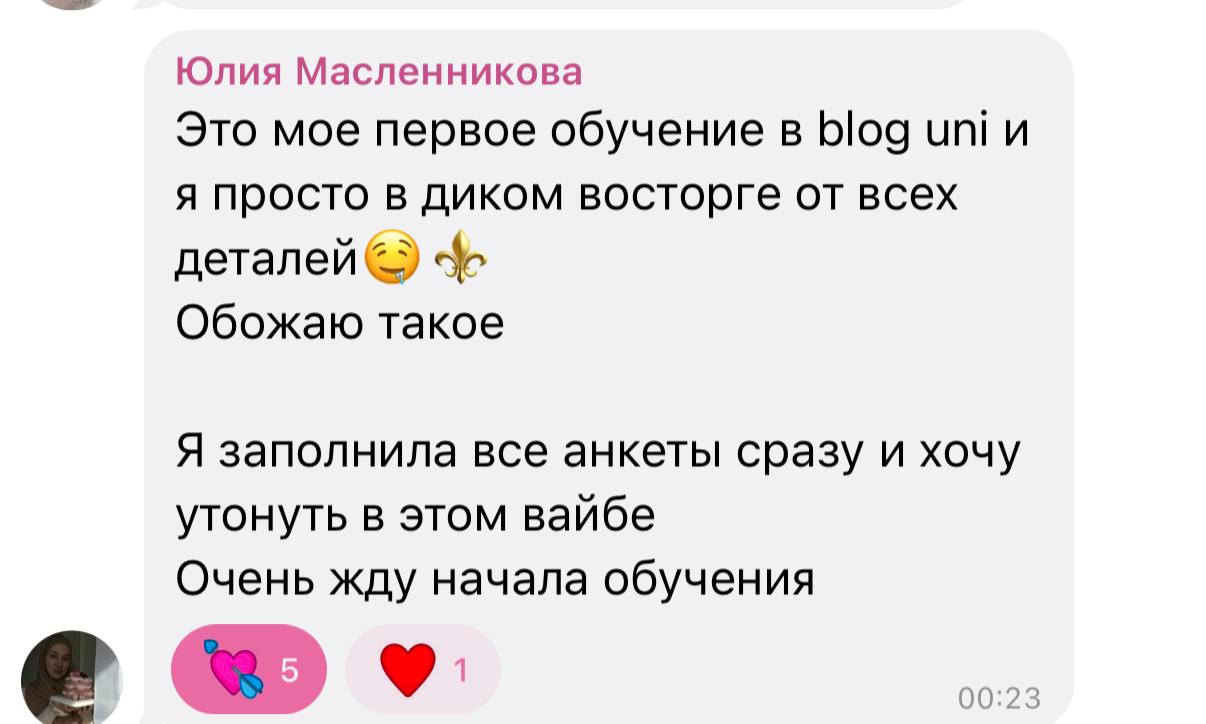 Юлия Масленникова
Это мое первое обучение в blog uni и
я просто в диком восторге от всех
деталей🤤⚜️
Обожаю такое
Я заполнила все анкеты сразу и хочу
утонуть в этом вайбе
Очень жду начала обучения
💘 5 ❤️ 1
00:23